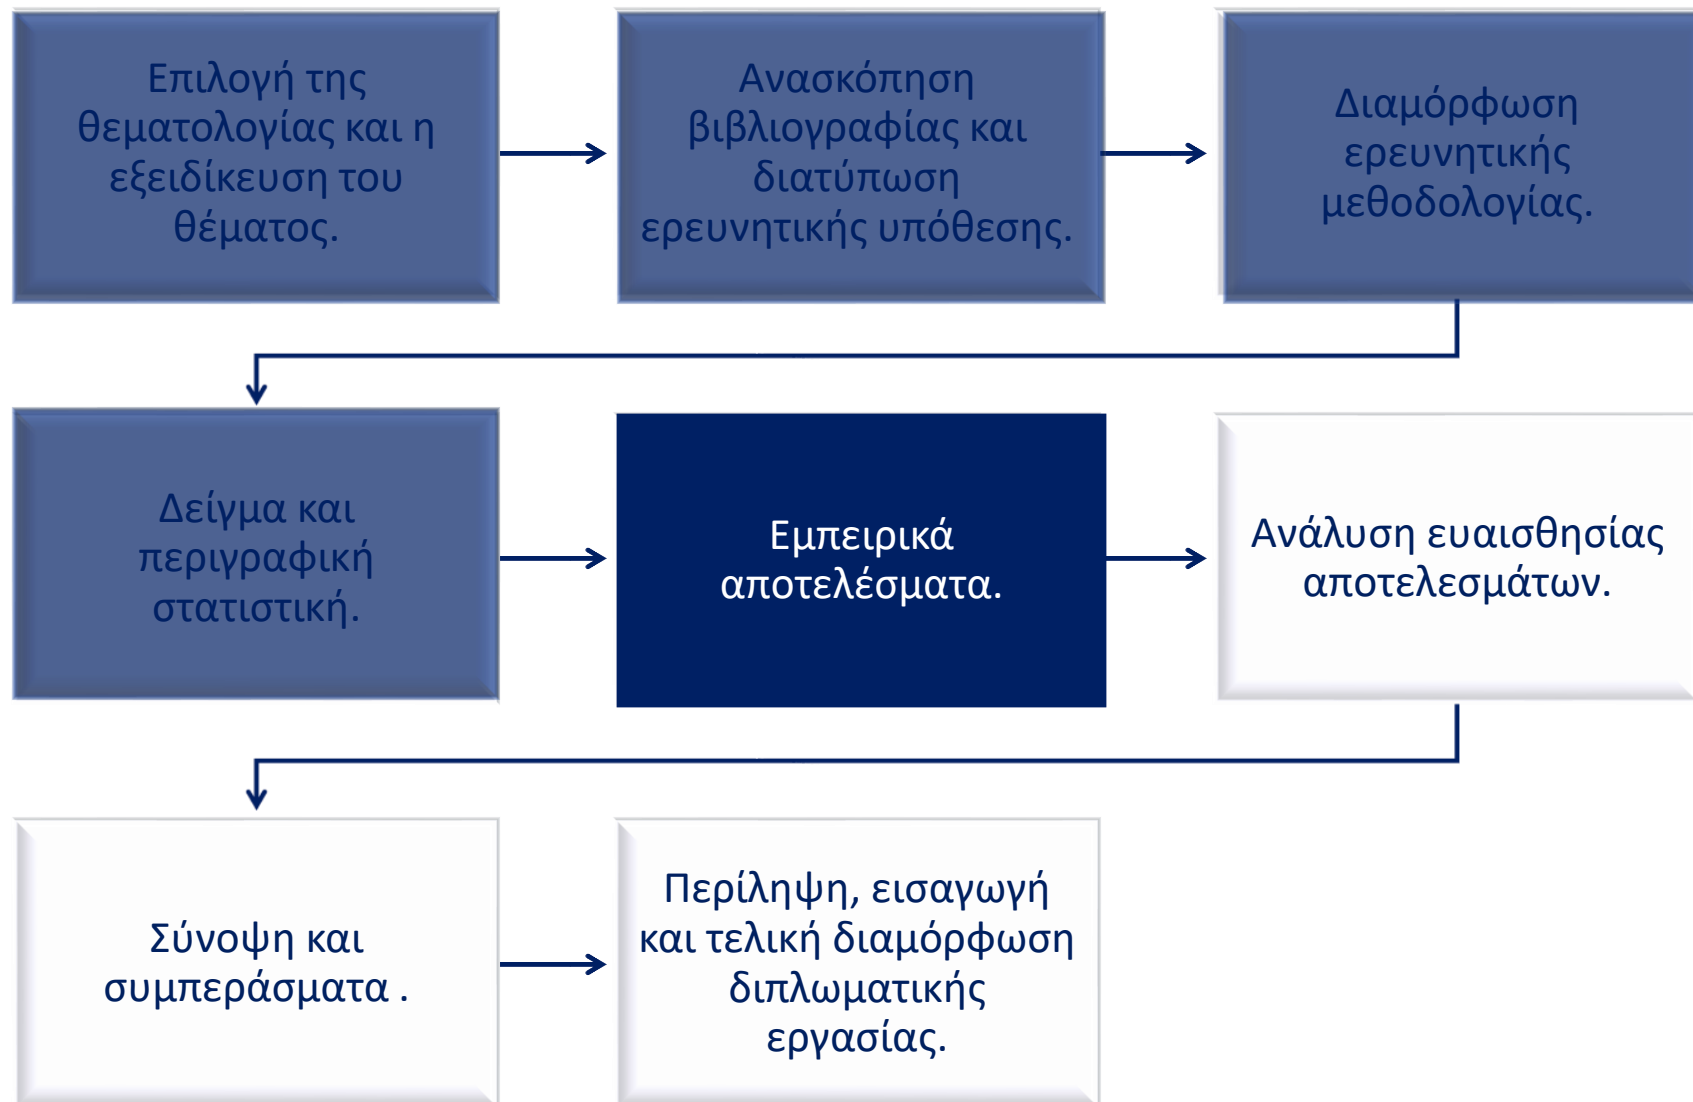 Επιλογή της
θεματολογίας και η
εξειδίκευση του
θέματος.
Ανασκόπηση
βιβλιογραφίας και
διατύπωση
ερευνητικής υπόθεσης.
Διαμόρφωση
ερευνητικής
μεθοδολογίας.
Δείγμα και
περιγραφική
στατιστική.
Εμπειρικά
αποτελέσματα.
Ανάλυση ευαισθησίας
αποτελεσμάτων.
Σύνοψη και
συμπεράσματα .
Περίληψη, εισαγωγή
και τελική διαμόρφωση
διπλωματικής
εργασίας.